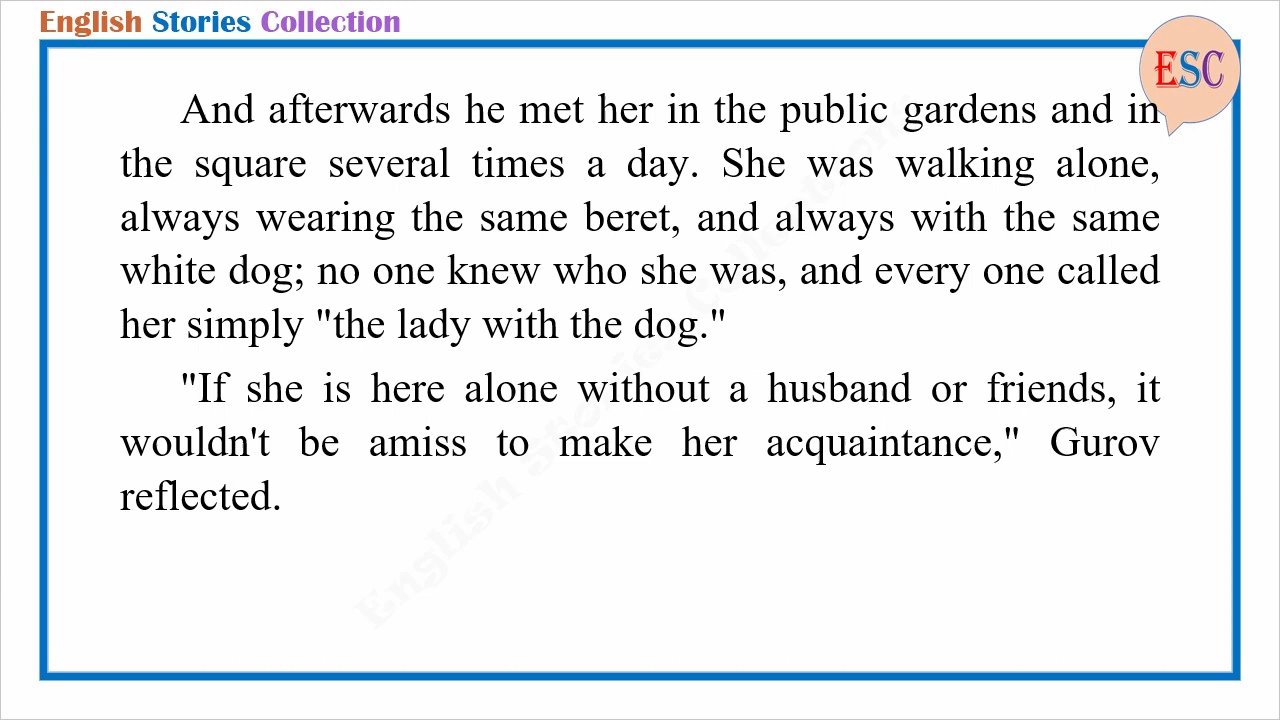 English Stories Collection
ESC
And afterwards he met her in the public gardens and in
the square several times a day. She was walking alone,
always wearing the same beret, and always with the same
white dog; no one knew who she was, and every one called
her simply "the lady with the dog."
"If she is here alone without a husband or friends, it
wouldn't be amiss to make her acquaintance," Gurov
reflected.
English Stories Collection